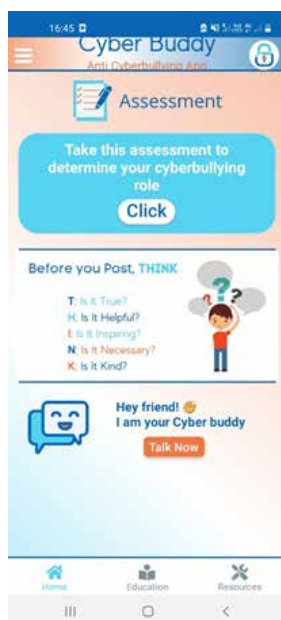 16:45
Cyber Buddy
Anti Cyberbullying App
Assessment
Take this assessment to
determine your cyberbullying
role
Click
Before you Post, THINK
T: Is It True?
H: Is It Helpful?
I: Is It Inspiring?
N: Is It Necessary?
K: Is It Kind?
Hey friend! 👋
I am your Cyber buddy
Talk Now
Home Education Resources